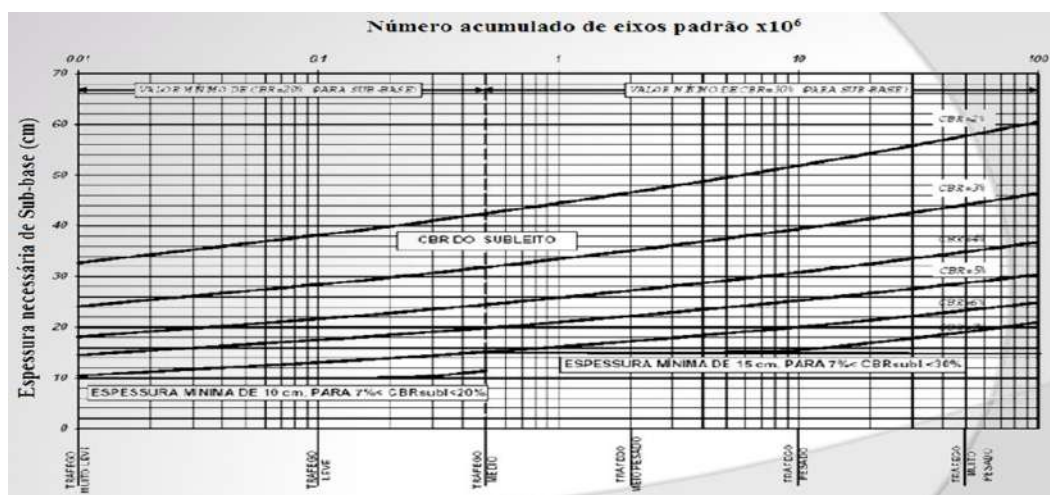 Número acumulado de eixos padrão x10⁶
0.01 0.1 1 10 100
VALOR MÍNIMO DE CBR=20% (PARA SUB-BASE)
VALOR MÍNIMO DE CBR=30% (PARA SUB-BASE)
Espessura necessária de Sub-base (cm)
70
60
50
40
30
20
10
0
CBR=2%
CBR=3%
CBR DO SUBLEITO
CBR=4%
CBR=5%
CBR=6%
ESPESSURA MÍNIMA DE 15 cm, PARA 7%< CBRsubl <30%
ESPESSURA MÍNIMA DE 10 cm, PARA 7%< CBRsubl<20%
TRÁFEGO
MUITO LEVE
TRÁFEGO
LEVE
TRÁFEGO
MÉDIO
TRÁFEGO
MEIO PESADO
TRÁFEGO
PESADO
TRÁFEGO
MUITO
PESADO